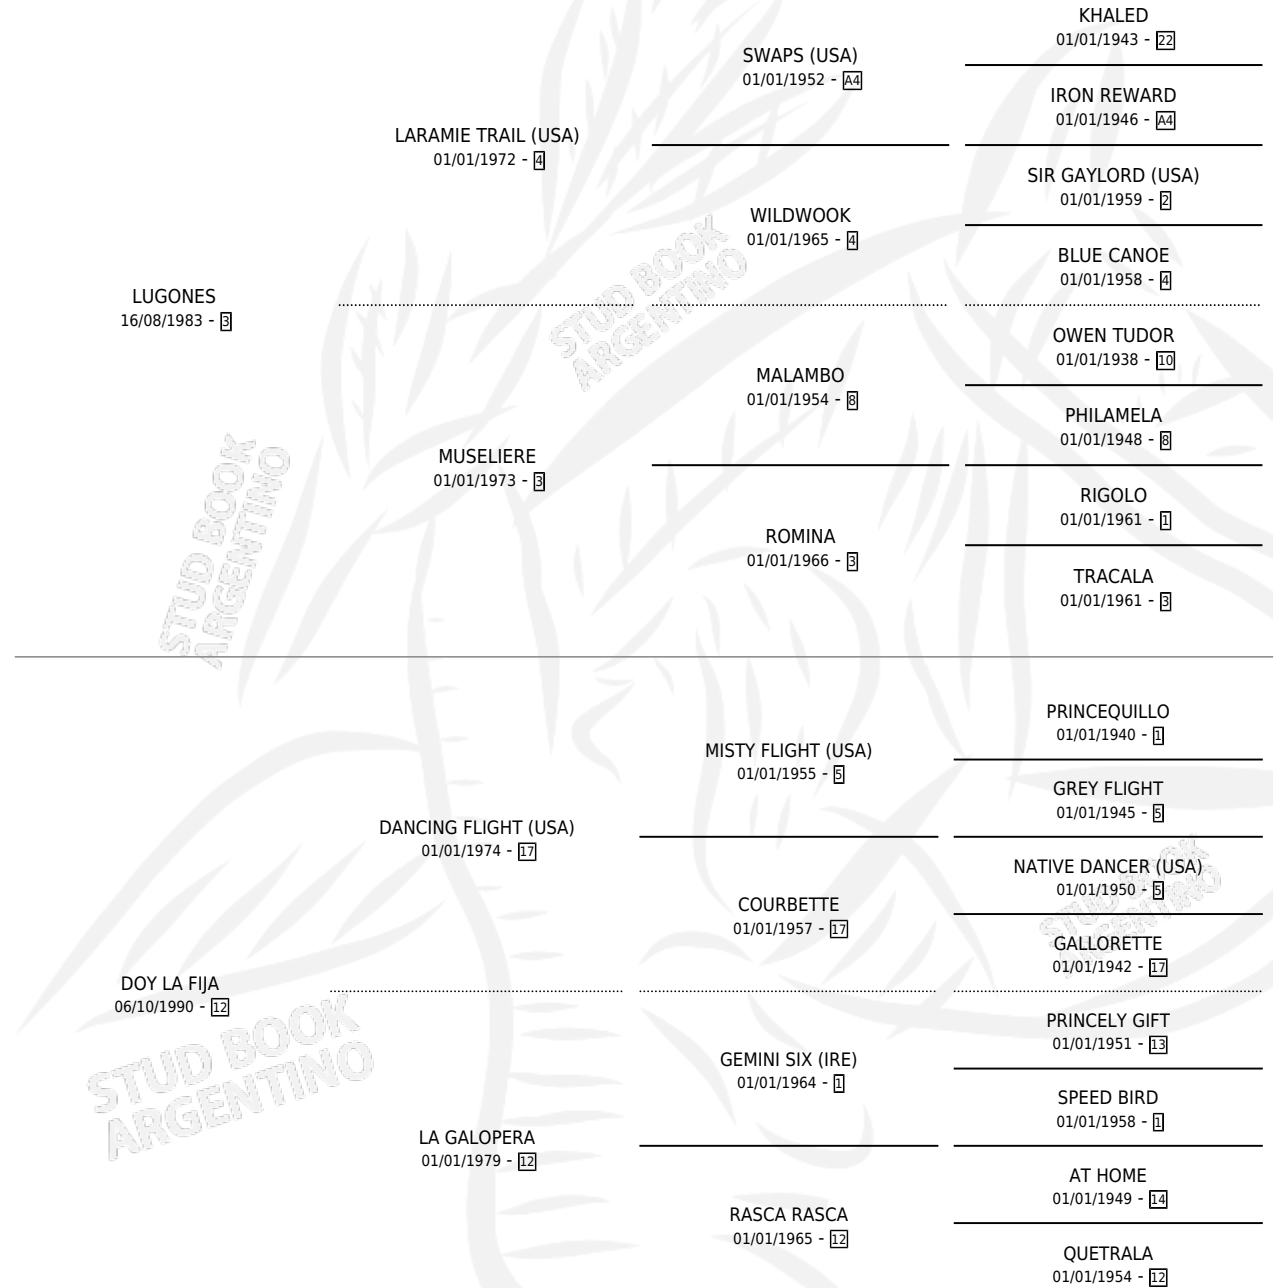 KHALED
01/01/1943 - 22
SWAPS (USA)
01/01/1952 - A4
IRON REWARD
01/01/1946 - A4
LARAMIE TRAIL (USA)
01/01/1972 - 4
SIR GAYLORD (USA)
01/01/1959 - 2
WILDWOOK
01/01/1965 - 4
BLUE CANOE
01/01/1958 - 4
LUGONES
16/08/1983 - 3
STUD BOOK
ARGENTINO
OWEN TUDOR
01/01/1938 - 10
MALAMBO
01/01/1954 - 8
PHILAMELA
01/01/1948 - 8
MUSELIERE
01/01/1973 - 3
RIGOLO
01/01/1961 - 1
ROMINA
01/01/1966 - 3
TRACALA
01/01/1961 - 3
STUD BOOK
ARGENTINO
PRINCEQUILLO
01/01/1940 - 1
MISTY FLIGHT (USA)
01/01/1955 - 5
GREY FLIGHT
01/01/1945 - 5
DANCING FLIGHT (USA)
01/01/1974 - 17
NATIVE DANCER (USA)
01/01/1950 - 5
STUD BOOK
ARGENTINO
COURBETTE
01/01/1957 - 17
GALLORETTE
01/01/1942 - 17
DOY LA FIJA
06/10/1990 - 12
STUD BOOK
ARGENTINO
PRINCELY GIFT
01/01/1951 - 13
GEMINI SIX (IRE)
01/01/1964 - 1
SPEED BIRD
01/01/1958 - 1
LA GALOPERA
01/01/1979 - 12
AT HOME
01/01/1949 - 14
RASCA RASCA
01/01/1965 - 12
QUETRALA
01/01/1954 - 12